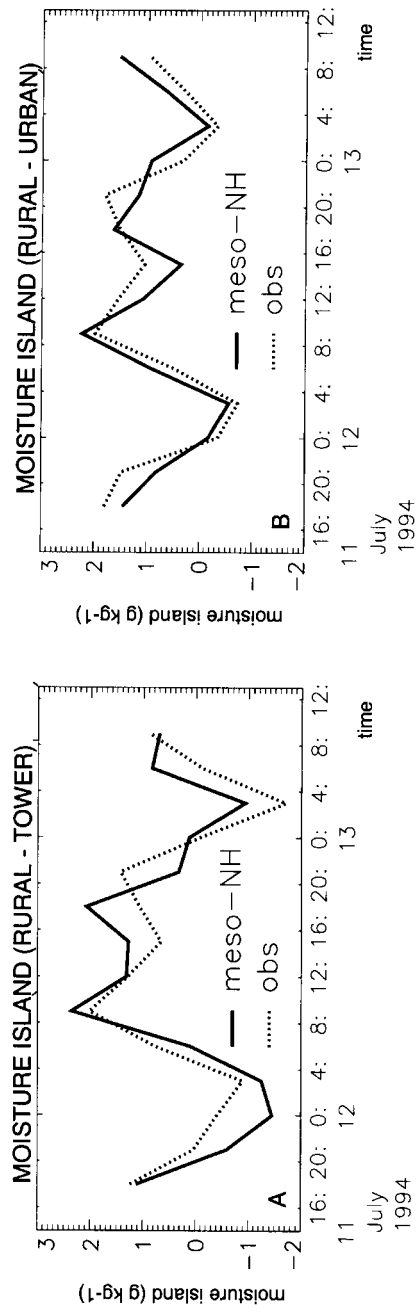 MOISTURE ISLAND (RURAL - TOWER)
moisture island (g kg-1)
3
2
1
0
−1
−2
A
meso−NH
obs
16: 20: 0: 4: 8: 12: 16: 20: 0: 4: 8: 12:
11 12 13 time
July
1994
MOISTURE ISLAND (RURAL - URBAN)
moisture island (g kg-1)
3
2
1
0
−1
−2
B
meso−NH
obs
16: 20: 0: 4: 8: 12: 16: 20: 0: 4: 8: 12:
11 12 13 time
July
1994